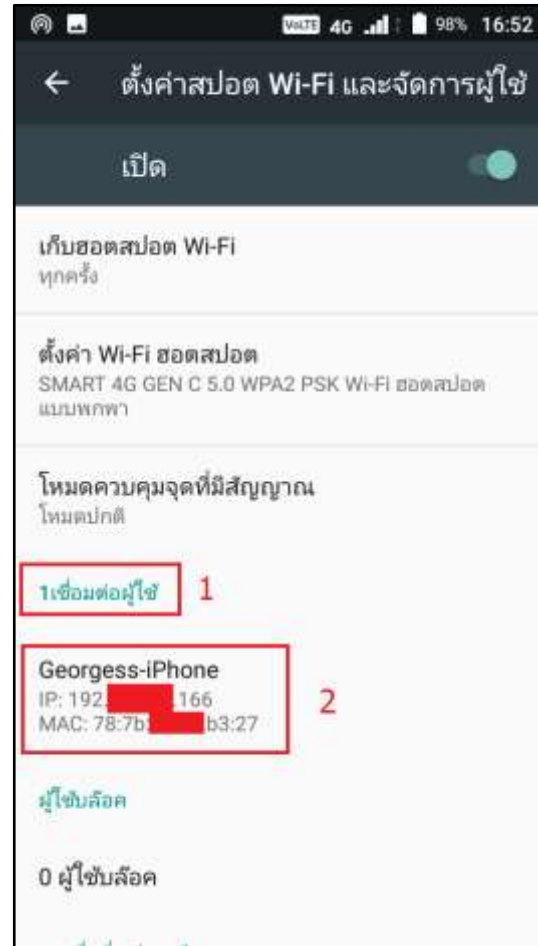 VoLTE 4G 98% 16:52
ตั้งค่าสปอต Wi-Fi และจัดการผู้ใช้
เปิด
เก็บฮอตสปอต Wi-Fi
ทุกครั้ง
ตั้งค่า Wi-Fi ฮอตสปอต
SMART 4G GEN C 5.0 WPA2 PSK Wi-Fi ฮอตสปอต
แบบพกพา
โหมดควบคุมจุดที่มีสัญญาณ
โหมดปกติ
1เชื่อมต่อผู้ใช้ 1
Georgess-iPhone
IP: 192. .166
MAC: 78:7b: b3:27
2
ผู้ใช้บล๊อค
0 ผู้ใช้บล๊อค